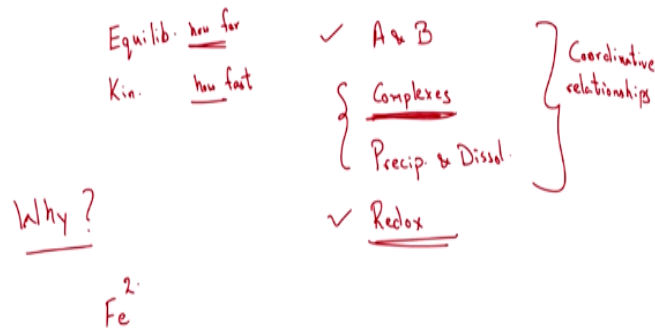 Equilib. how far
Kin. how fast
✓ A & B
Complexes
Precip. & Dissol.
✓ Redox
Coordinative
relationships
Why?
Fe²·